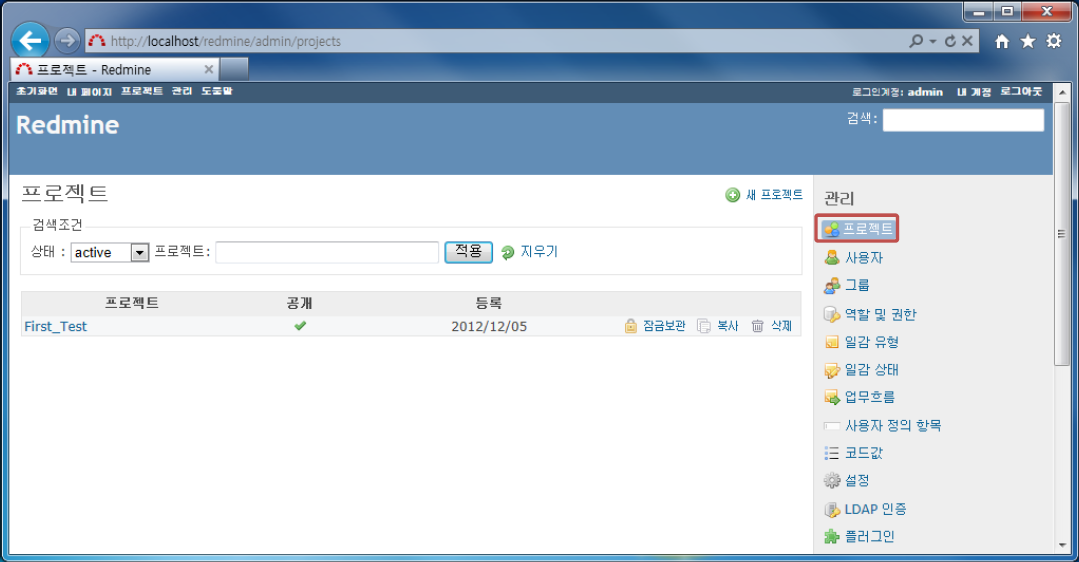 http://localhost/redmine/admin/projects
프로젝트 - Redmine
초기화면 내 페이지 프로젝트 관리 도움말 로그인계정: admin 내 계정 로그아웃
Redmine 검색:
프로젝트 새 프로젝트
검색조건
상태 : active 프로젝트: 적용 지우기
프로젝트 공개 등록
First_Test 2012/12/05 잠금보관 복사 삭제
관리
프로젝트
사용자
그룹
역할 및 권한
일감 유형
일감 상태
업무흐름
사용자 정의 항목
코드값
설정
LDAP 인증
플러그인